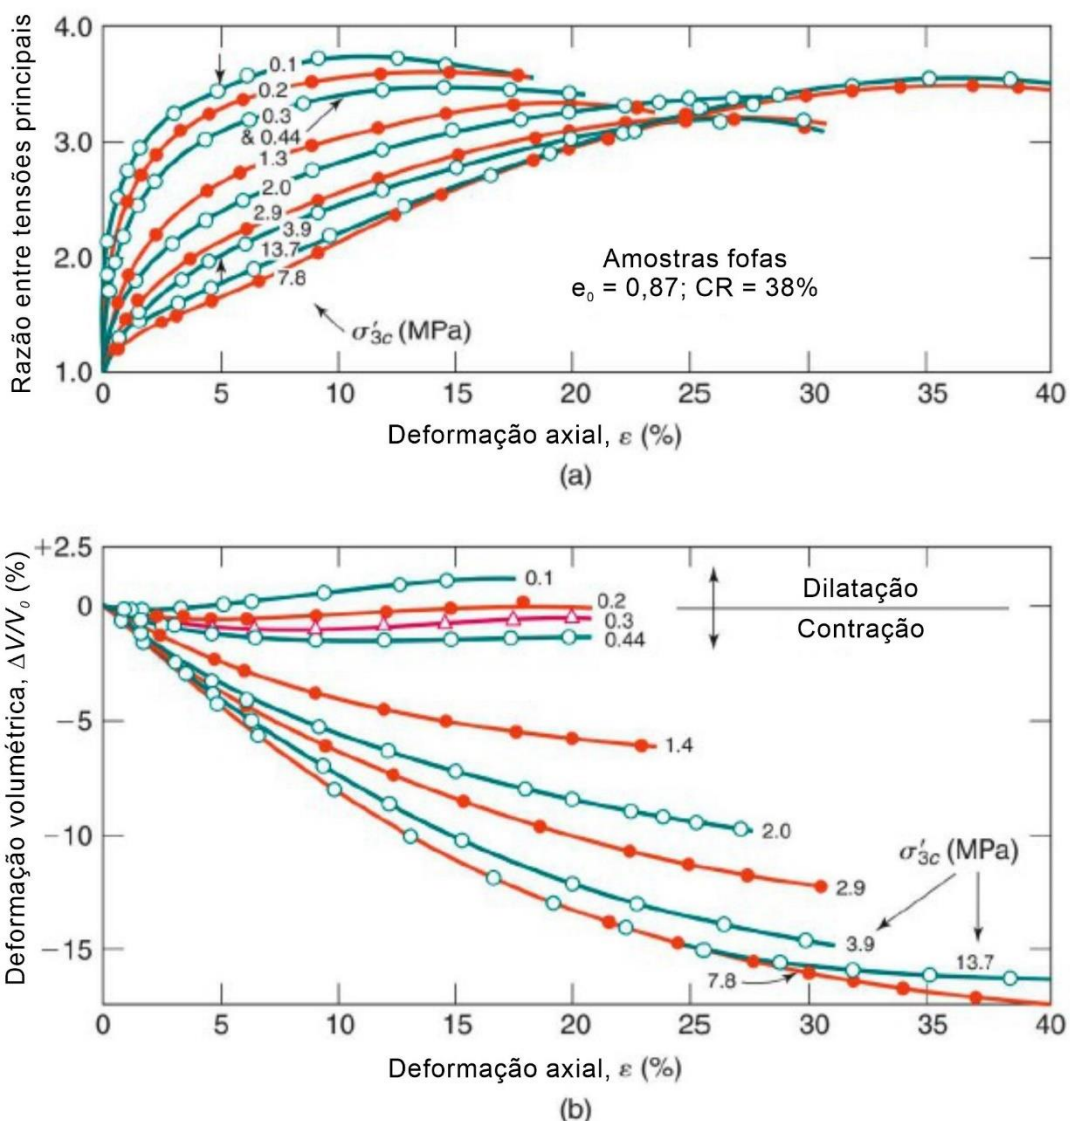 Razão entre tensões principais
4.0
3.0
2.0
1.0
0.1
0.2
0.3
& 0.44
1.3
2.0
2.9
3.9
13.7
7.8
σ′3c (MPa)
Amostras fofas
e₀ = 0,87; CR = 38%
0 5 10 15 20 25 30 35 40
Deformação axial, ε (%)
(a)
Deformação volumétrica, ΔV/V₀ (%)
+2.5
0
−5
−10
−15
0.1
0.2
0.3
0.44
Dilatação
Contração
1.4
2.0
2.9
σ′3c (MPa)
3.9
13.7
7.8
0 5 10 15 20 25 30 35 40
Deformação axial, ε (%)
(b)